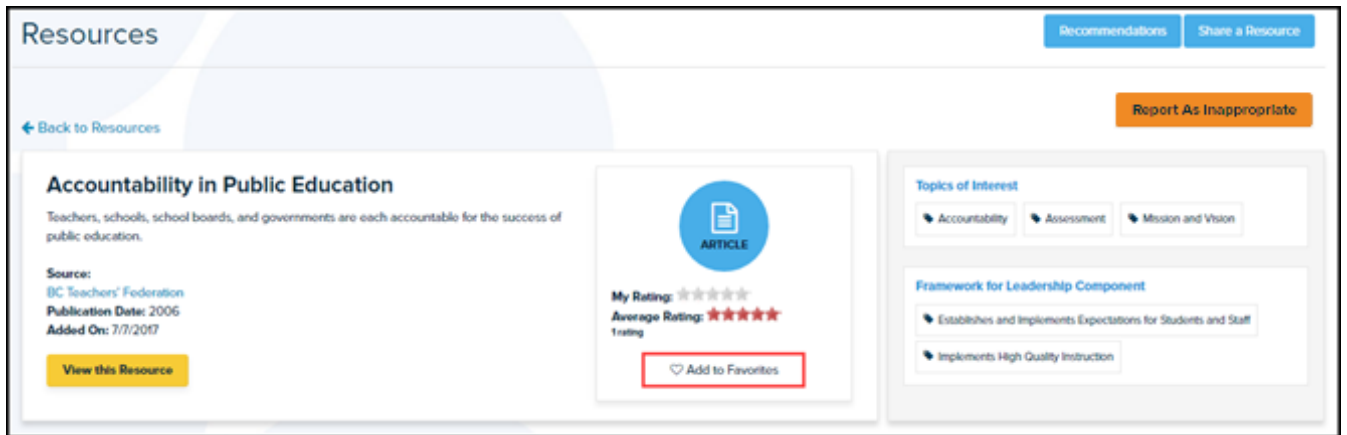 Resources
Recommendations
Share a Resource
Report As Inappropriate
Back to Resources
Accountability in Public Education
Teachers, schools, school boards, and governments are each accountable for the success of
public education.
Source:
BC Teachers' Federation
Publication Date: 2006
Added On: 7/7/2017
View this Resource
ARTICLE
My Rating:
Average Rating:
1 rating
Add to Favorites
Topics of Interest
Accountability
Assessment
Mission and Vision
Framework for Leadership Component
Establishes and Implements Expectations for Students and Staff
Implements High Quality Instruction